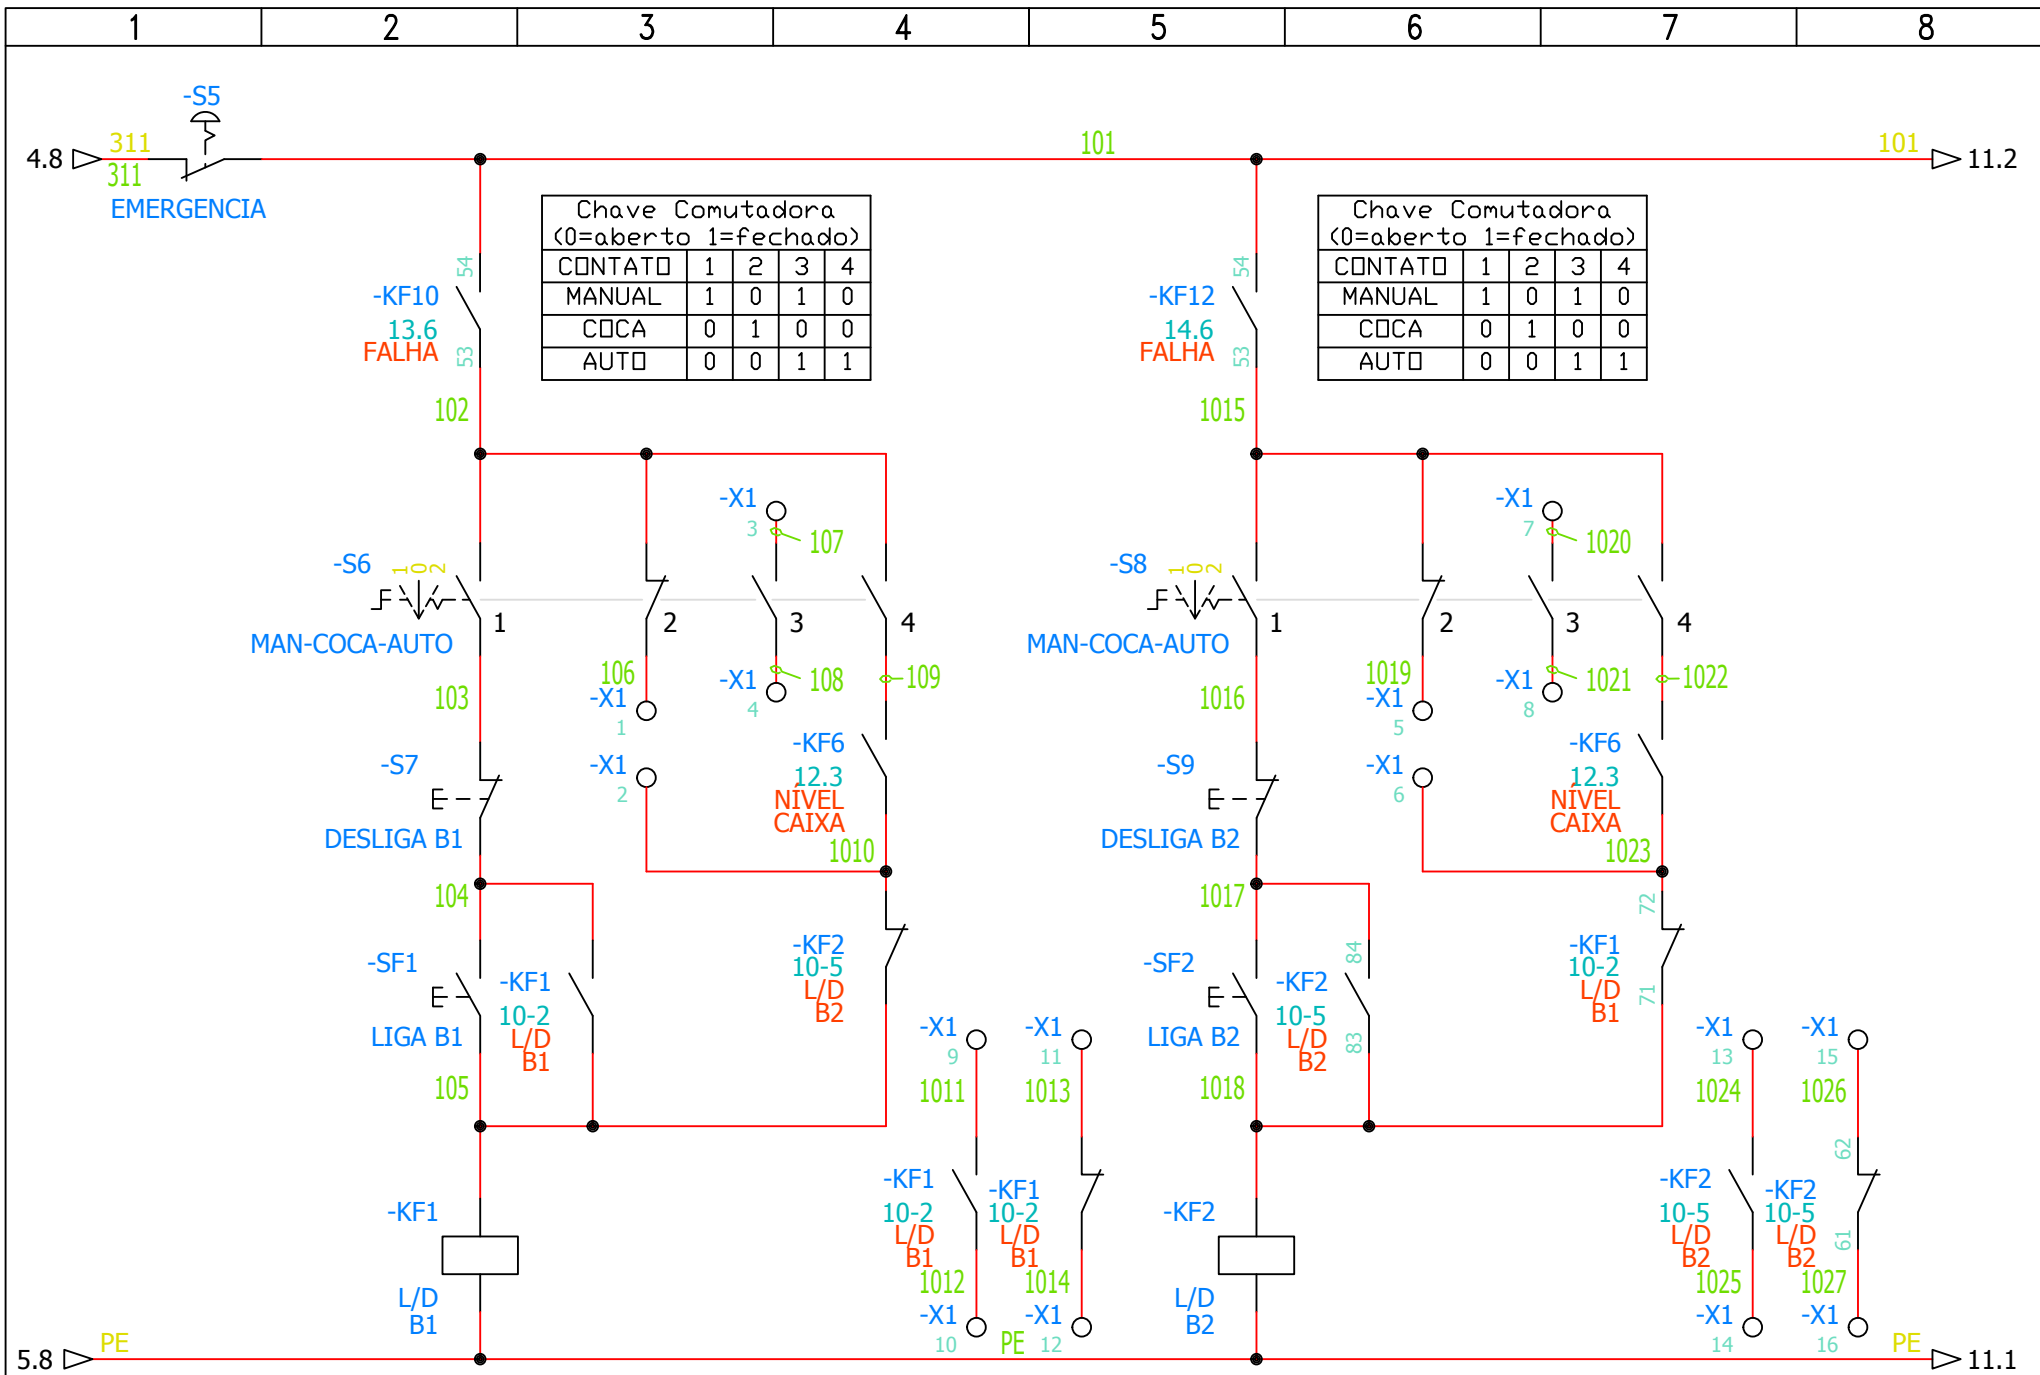 1 2 3 4 5 6 7 8
-S5
4.8 311 101 101 11.2
311
EMERGENCIA
Chave Comutadora
(0=aberto 1=fechado)
CONTATO 1 2 3 4
MANUAL 1 0 1 0
COCA 0 1 0 0
AUTO 0 0 1 1
Chave Comutadora
(0=aberto 1=fechado)
CONTATO 1 2 3 4
MANUAL 1 0 1 0
COCA 0 1 0 0
AUTO 0 0 1 1
54
-KF10
13.6
FALHA
53
102
54
-KF12
14.6
FALHA
53
1015
-X1
3
107
-S6
1 0 2
1 2 3 4
MAN-COCA-AUTO
103
106
-X1
1
-X1
4
108
109
-X1
7
1020
-S8
1 0 2
1 2 3 4
MAN-COCA-AUTO
1016
1019
-X1
5
-X1
8
1021
1022
-S7
DESLIGA B1
104
-X1
2
-KF6
12.3
NÍVEL
CAIXA
1010
-S9
DESLIGA B2
1017
-X1
6
-KF6
12.3
NÍVEL
CAIXA
1023
-SF1
LIGA B1
105
-KF1
10-2
L/D
B1
-KF2
10-5
L/D
B2
-SF2
LIGA B2
1018
84
-KF2
10-5
L/D
B2
83
72
-KF1
10-2
L/D
B1
71
-X1
9
1011
-X1
11
1013
-X1
13
1024
-X1
15
1026
-KF1
L/D
B1
-KF1
10-2
L/D
B1
1012
-X1
10
-KF1
10-2
L/D
B1
1014
-X1
12
-KF2
L/D
B2
-KF2
10-5
L/D
B2
1025
-X1
14
62
-KF2
10-5
L/D
B2
61
1027
-X1
16
5.8 PE PE PE 11.1